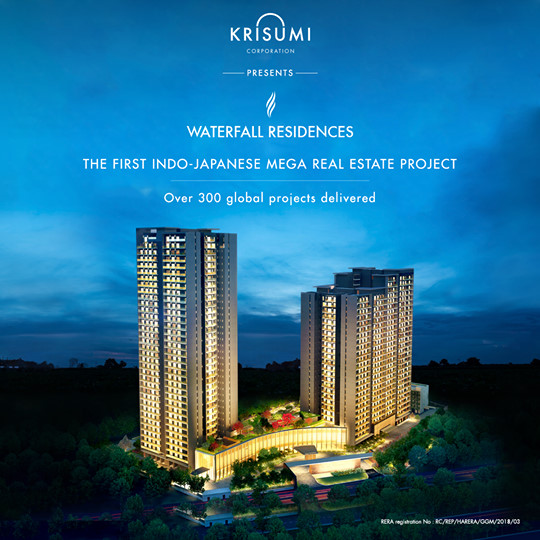 KRISUMI
CORPORATION
PRESENTS
WATERFALL RESIDENCES
THE FIRST INDO-JAPANESE MEGA REAL ESTATE PROJECT
Over 300 global projects delivered
RERA registration No : RC/REP/HARERA/GGM/2018/03